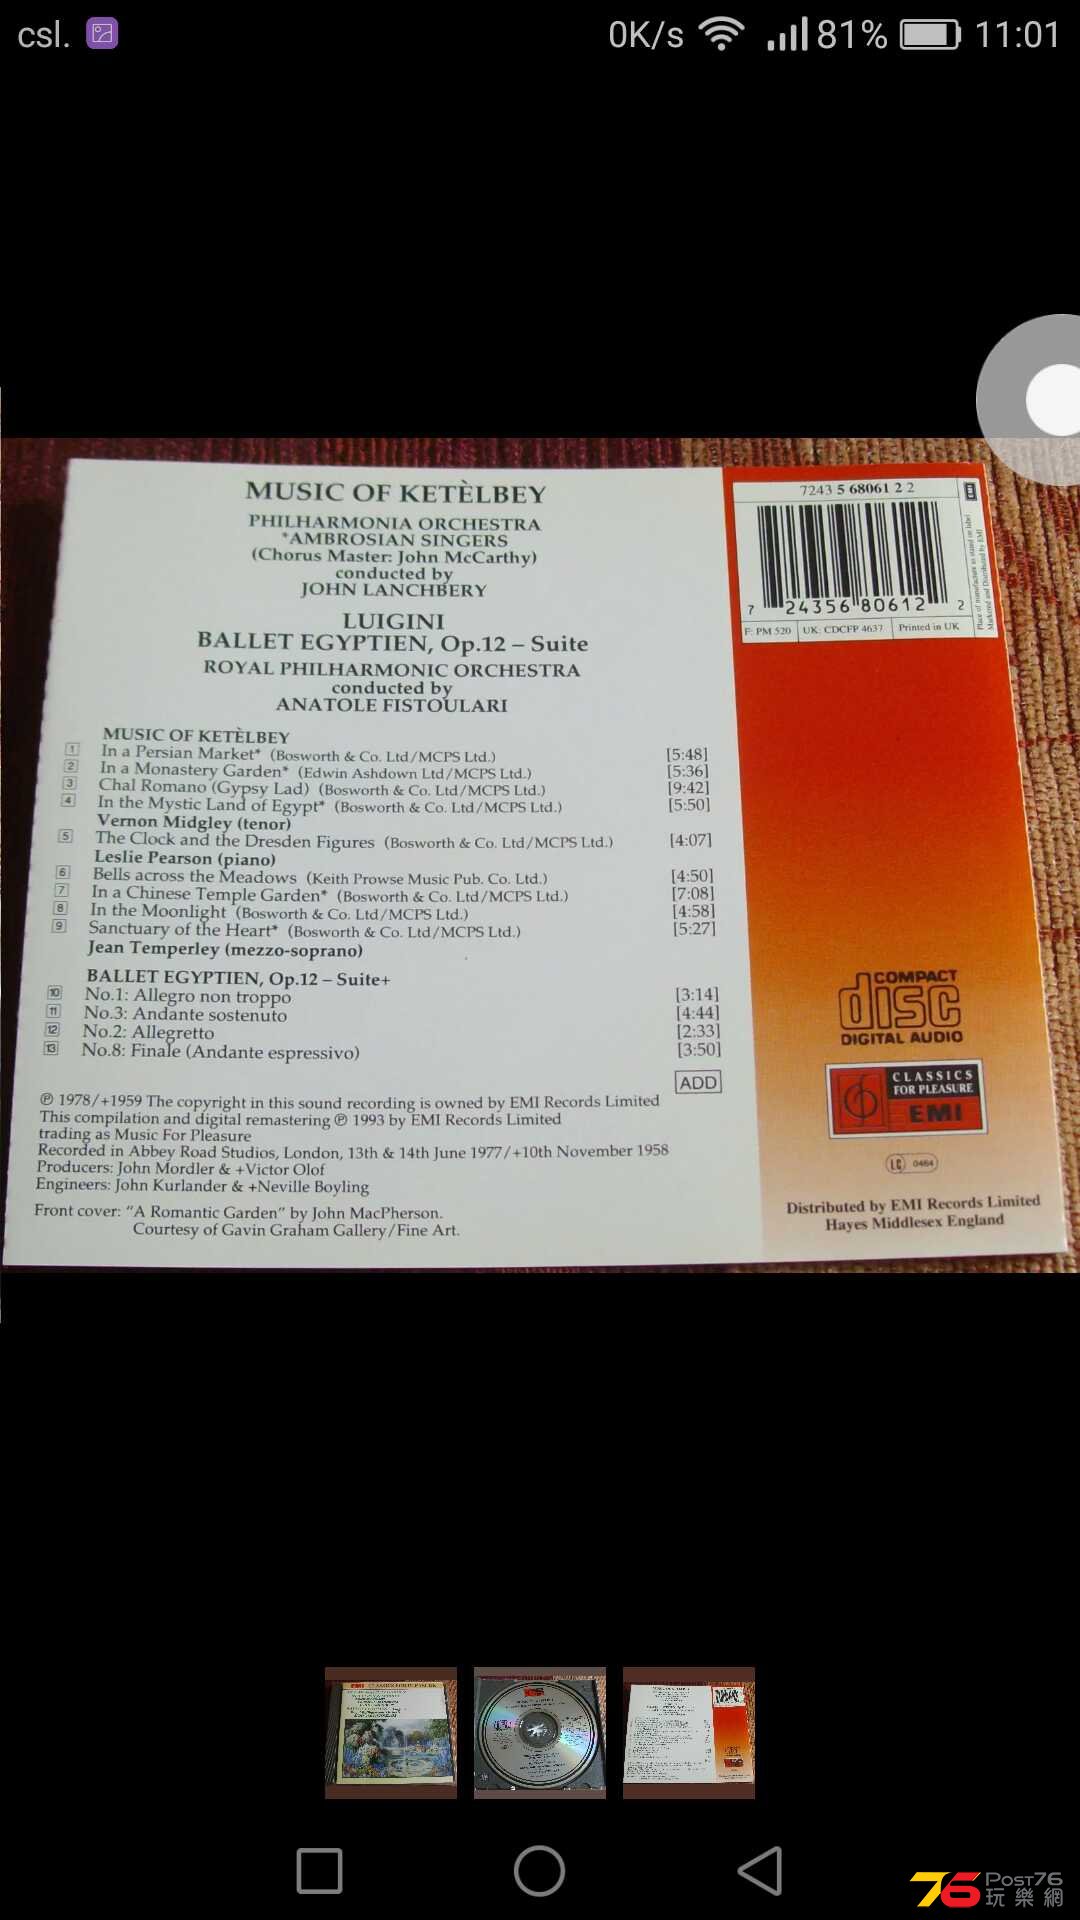 csl.
0K/s 81% 11:01
MUSIC OF KETÈLBEY
PHILHARMONIA ORCHESTRA
*AMBROSIAN SINGERS
(Chorus Master: John McCarthy)
conducted by
JOHN LANCHBERY
LUIGINI
BALLET EGYPTIEN, Op.12 – Suite
ROYAL PHILHARMONIC ORCHESTRA
conducted by
ANATOLE FISTOULARI
MUSIC OF KETÈLBEY
1 In a Persian Market* (Bosworth & Co. Ltd/MCPS Ltd.) [5:48]
2 In a Monastery Garden* (Edwin Ashdown Ltd/MCPS Ltd.) [5:36]
3 Chal Romano (Gypsy Lad) (Bosworth & Co. Ltd/MCPS Ltd.) [9:42]
4 In the Mystic Land of Egypt* (Bosworth & Co. Ltd/MCPS Ltd.) [5:50]
Vernon Midgley (tenor)
5 The Clock and the Dresden Figures (Bosworth & Co. Ltd/MCPS Ltd.) [4:07]
Leslie Pearson (piano)
6 Bells across the Meadows (Keith Prowse Music Pub. Co. Ltd.) [4:50]
7 In a Chinese Temple Garden* (Bosworth & Co. Ltd/MCPS Ltd.) [7:08]
8 In the Moonlight (Bosworth & Co. Ltd/MCPS Ltd.) [4:58]
9 Sanctuary of the Heart* (Bosworth & Co. Ltd/MCPS Ltd.) [5:27]
Jean Temperley (mezzo-soprano)
BALLET EGYPTIEN, Op.12 – Suite+
10 No.1: Allegro non troppo [3:14]
11 No.3: Andante sostenuto [4:44]
12 No.2: Allegretto [2:33]
13 No.8: Finale (Andante espressivo) [3:50]
ADD
℗ 1978/+1959 The copyright in this sound recording is owned by EMI Records Limited
This compilation and digital remastering ℗ 1993 by EMI Records Limited
trading as Music For Pleasure
Recorded in Abbey Road Studios, London, 13th & 14th June 1977/+10th November 1958
Producers: John Mordler & +Victor Olof
Engineers: John Kurlander & +Neville Boyling
Front cover: "A Romantic Garden" by John MacPherson.
Courtesy of Gavin Graham Gallery/Fine Art.
7243 5 68061 2 2
EMI
7 24356 80612 2
F: PM 520 UK: CDCFP 4637 Printed in UK
Place of manufacture as stated on label
Marketed and Distributed by EMI
COMPACT
disc
DIGITAL AUDIO
CLASSICS
FOR PLEASURE
EMI
LC 0464
Distributed by EMI Records Limited
Hayes Middlesex England
76 Post76
玩樂網